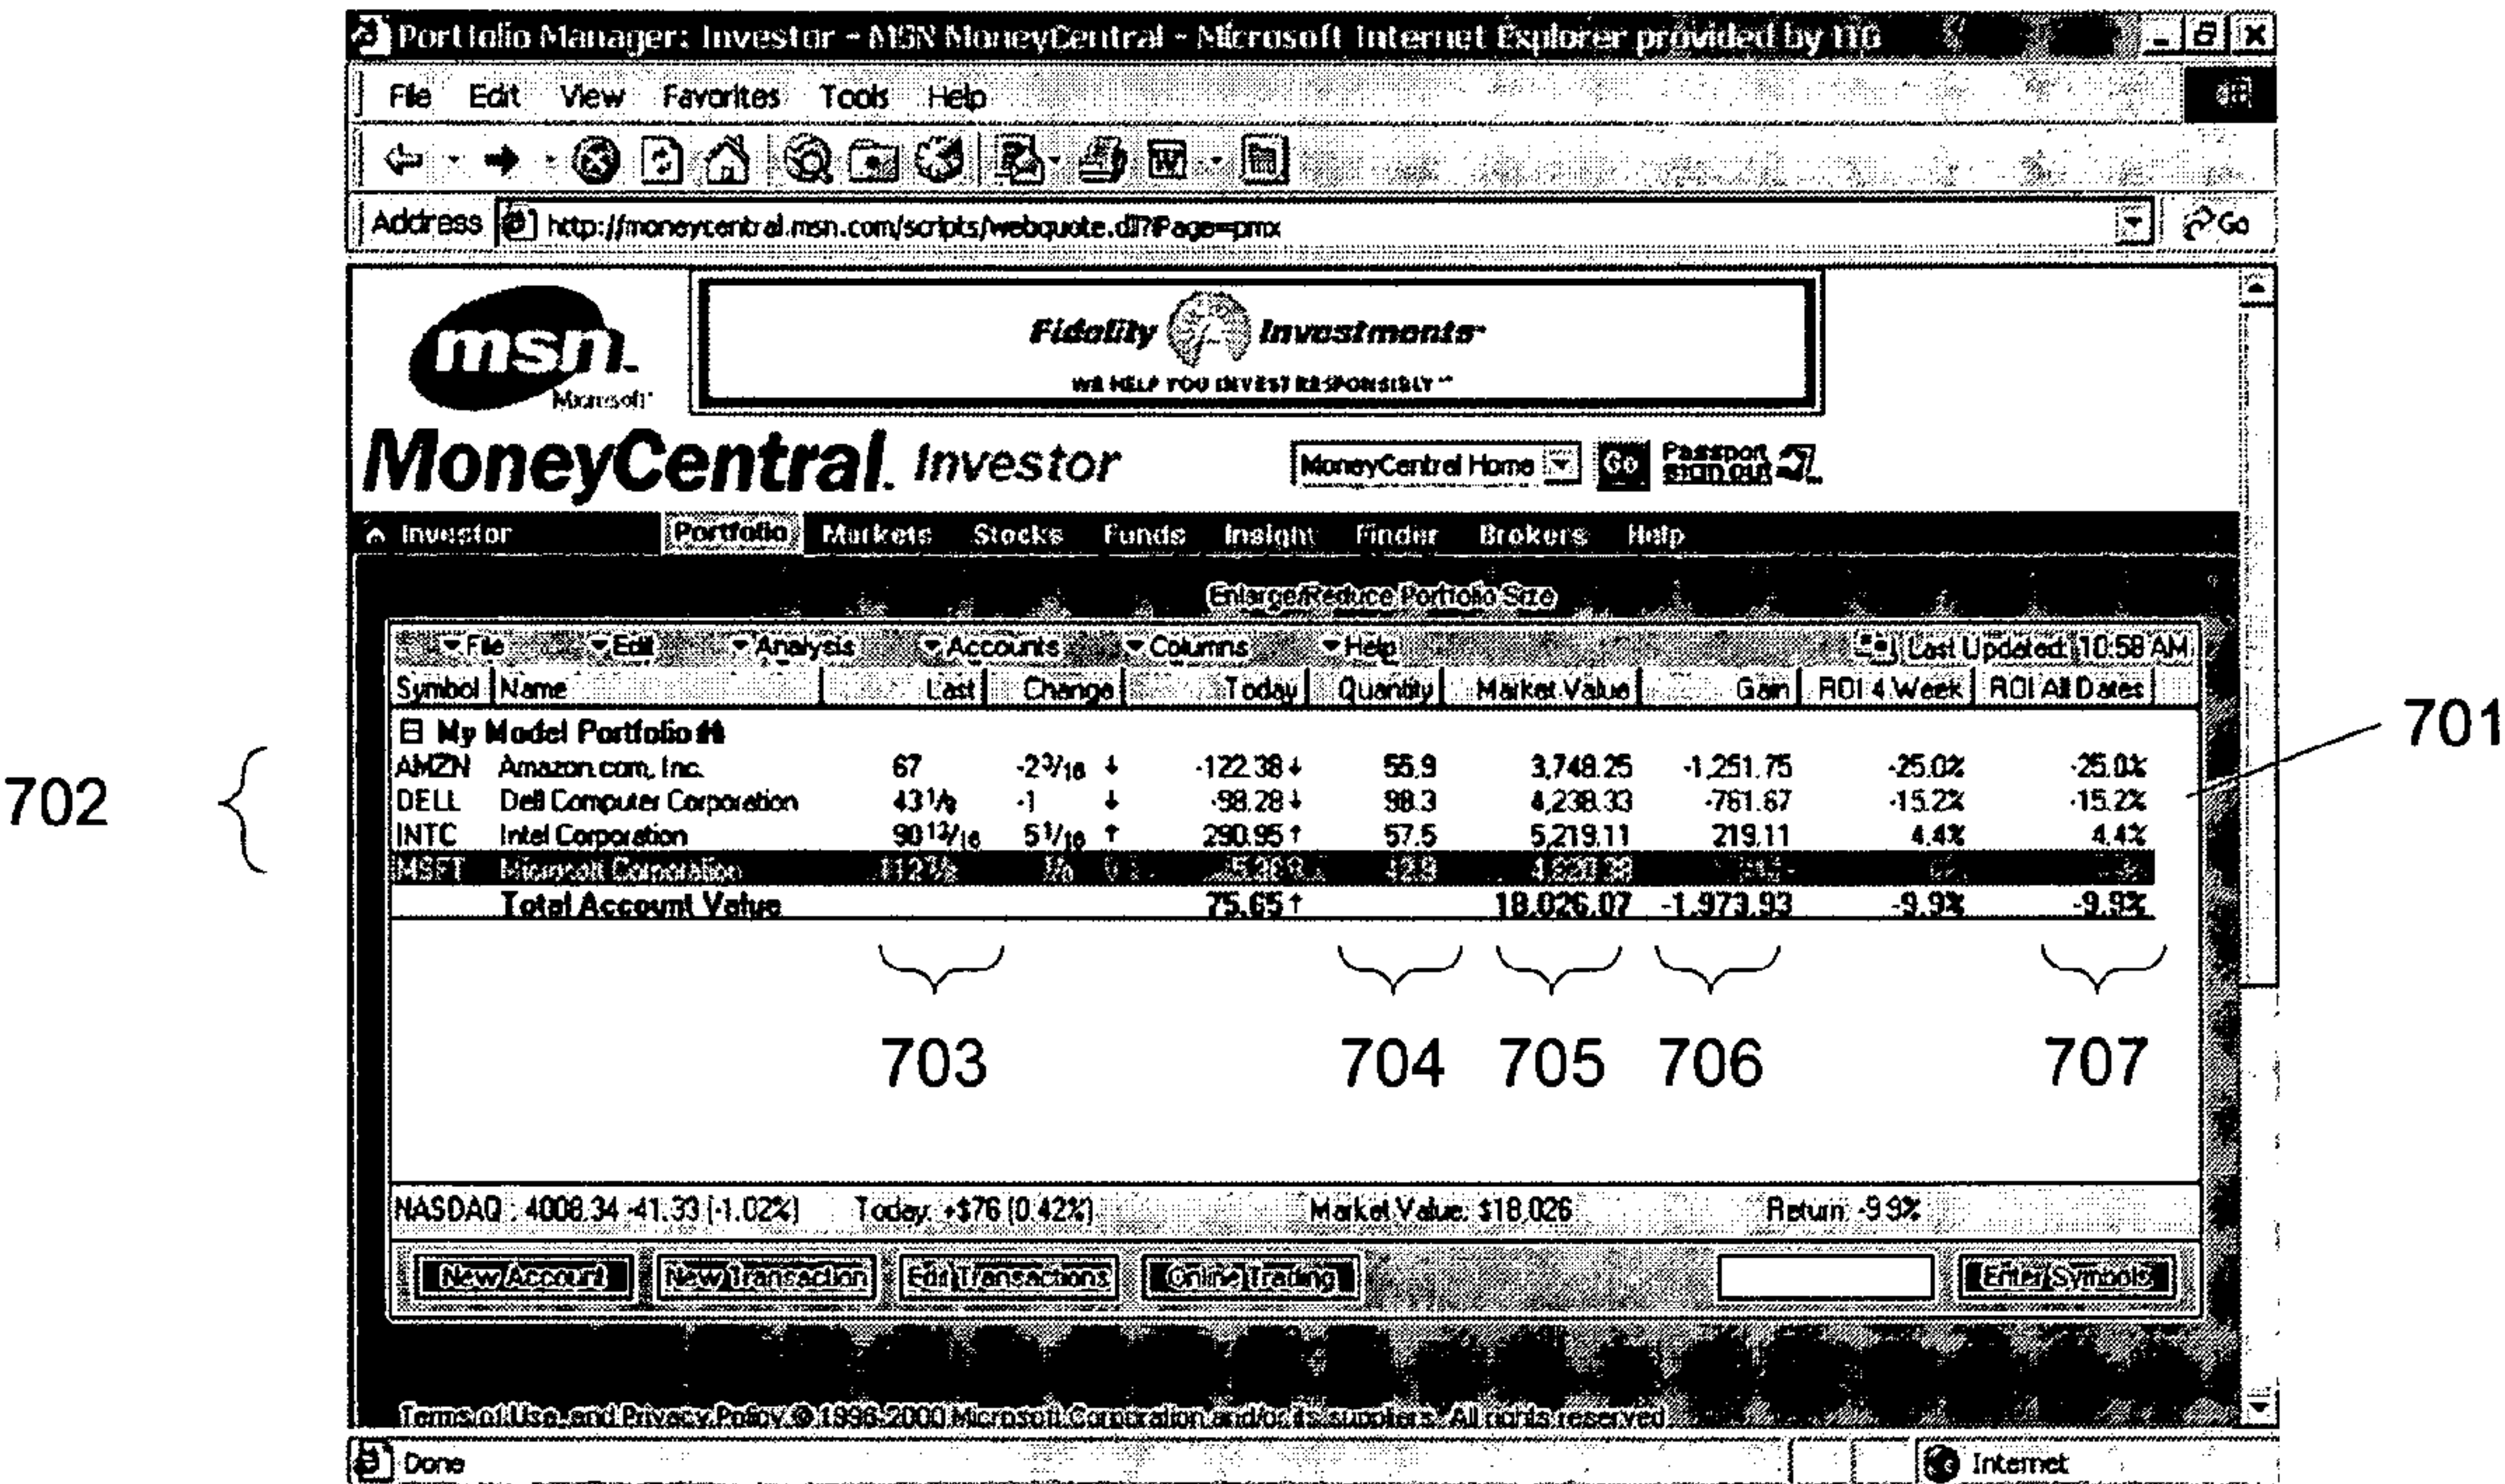 Portfolio Manager: Investor - MSN MoneyCentral - Microsoft Internet Explorer provided by ITG
File Edit View Favorites Tools Help
Address http://moneycentral.msn.com/scripts/webquote.dll?iPage=pmx Go
msn.
Microsoft
Fidelity Investments
WE HELP YOU INVEST RESPONSIBLY
MoneyCentral Investor
MoneyCentral Home Go Passport SIGN OUT
Investor Portfolio Markets Stocks Funds Insight Finder Brokers Help
Enlarge/Reduce Portfolio Size
File Edit Analysis Accounts Columns Help Last Updated: 10:58 AM
Symbol Name Last Change Today Quantity Market Value Gain ROI 4 Week ROI All Dates
My Model Portfolio
AMZN Amazon.com, Inc. 67 -2 3/16 ↓ -122.38 ↓ 55.9 3,748.25 -1,251.75 -25.0% -25.0%
DELL Dell Computer Corporation 43 1/8 -1 ↓ -98.28 ↓ 98.3 4,238.33 -761.67 -15.2% -15.2%
INTC Intel Corporation 90 13/16 5 1/16 ↑ 290.95 ↑ 57.5 5,219.11 219.11 4.4% 4.4%
MSFT Microsoft Corporation
Total Account Value 75.65 ↑ 18,026.07 -1,973.93 -9.9% -9.9%
701
702
703 704 705 706 707
NASDAQ : 4008.34 -41.33 (-1.02%) Today: +$76 (0.42%) Market Value: $18,026 Return: -9.9%
New Account New Transaction Edit Transactions Online Trading Enter Symbols
Terms of Use, and Privacy Policy © 1998-2000 Microsoft Corporation and/or its suppliers. All rights reserved.
Done Internet